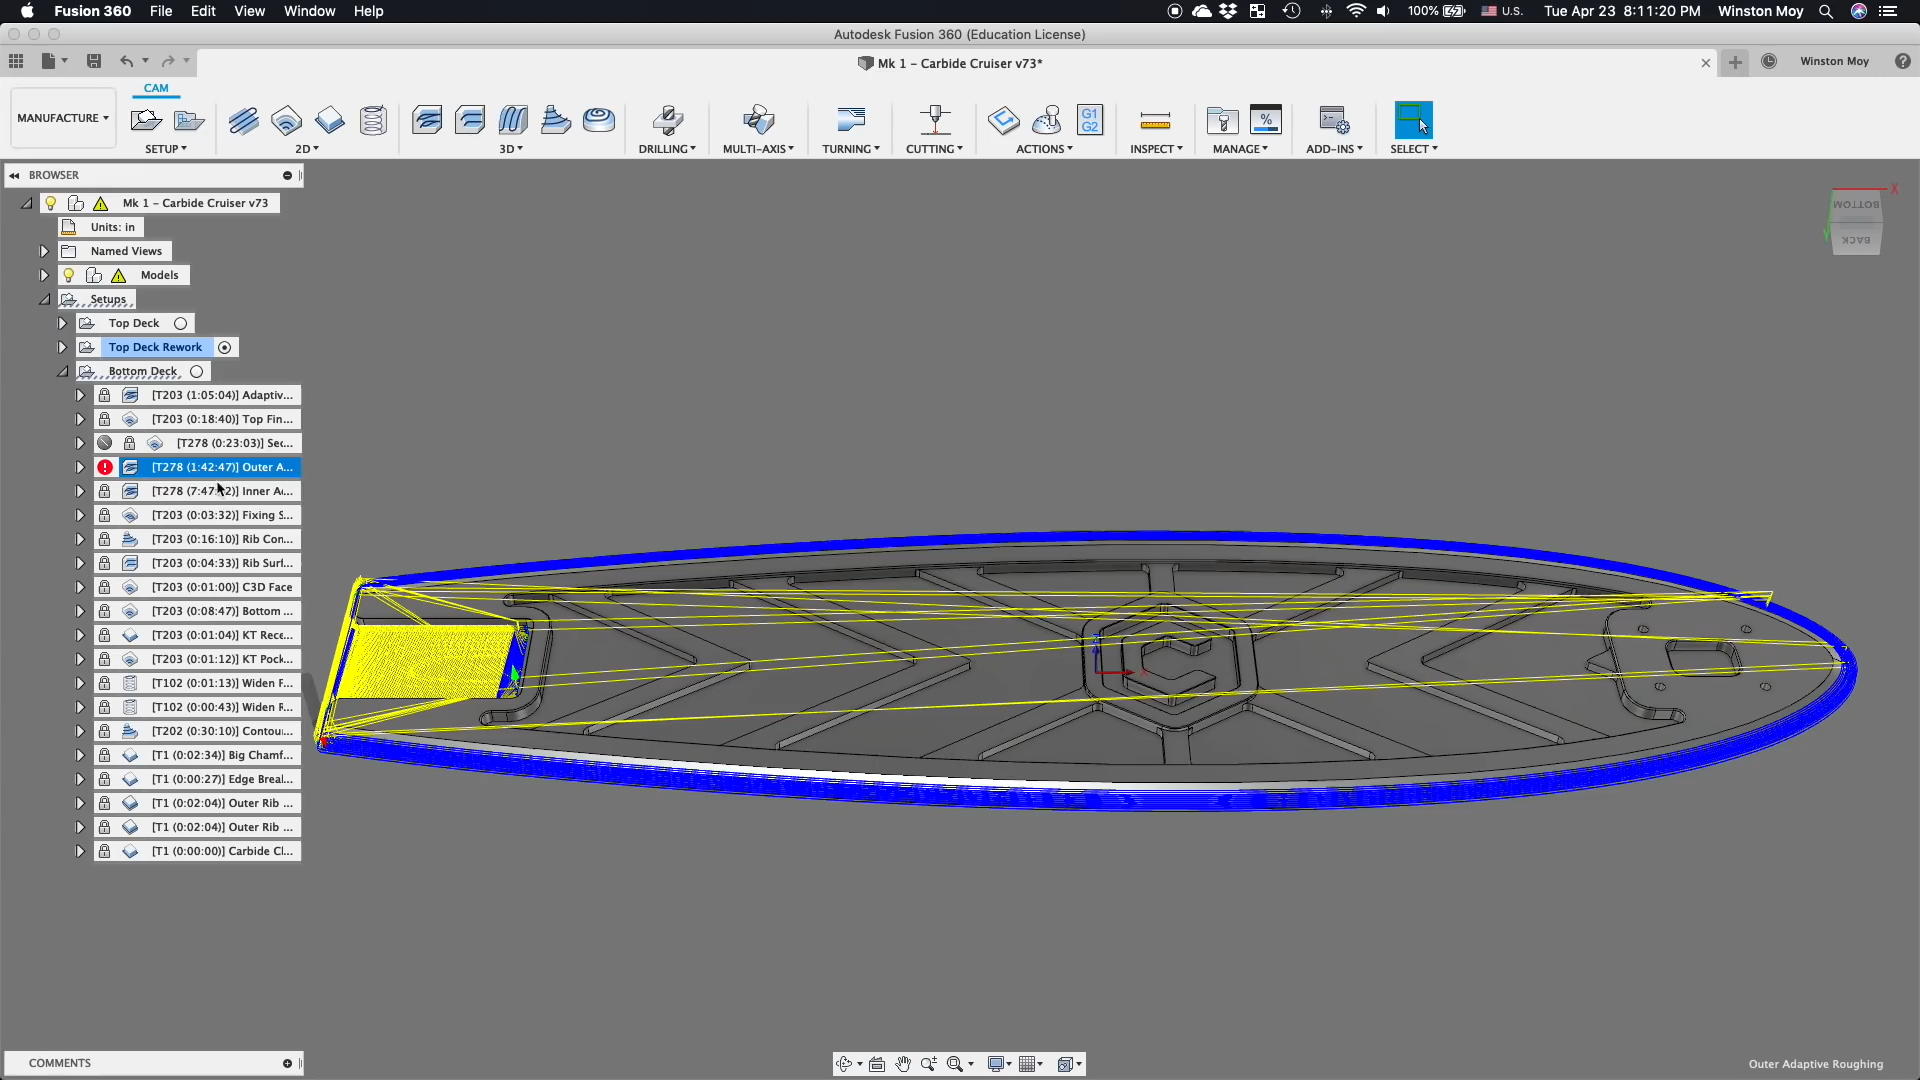 Fusion 360 File Edit View Window Help 100% U.S. Tue Apr 23 8:11:20 PM Winston Moy
Autodesk Fusion 360 (Education License)
Mk 1 – Carbide Cruiser v73* Winston Moy
CAM
MANUFACTURE
G1
G2
%
SETUP 2D 3D DRILLING MULTI-AXIS TURNING CUTTING ACTIONS INSPECT MANAGE ADD-INS SELECT
BROWSER
Mk 1 – Carbide Cruiser v73
Units: in
Named Views
Models
Setups
Top Deck
Top Deck Rework
Bottom Deck
[T203 (1:05:04)] Adaptiv...
[T203 (0:18:40)] Top Fin...
[T278 (0:23:03)] Sec...
[T278 (1:42:47)] Outer A...
[T278 (7:47: 2)] Inner A...
[T203 (0:03:32)] Fixing S...
[T203 (0:16:10)] Rib Con...
[T203 (0:04:33)] Rib Surf...
[T203 (0:01:00)] C3D Face
[T203 (0:08:47)] Bottom ...
[T203 (0:01:04)] KT Rece...
[T203 (0:01:12)] KT Pock...
[T102 (0:01:13)] Widen F...
[T102 (0:00:43)] Widen F...
[T202 (0:30:10)] Contou...
[T1 (0:02:34)] Big Chamf...
[T1 (0:00:27)] Edge Breal...
[T1 (0:02:04)] Outer Rib ...
[T1 (0:02:04)] Outer Rib ...
[T1 (0:00:00)] Carbide Cl...
X
BOTTOM
Y
BACK
Z
X
COMMENTS
Outer Adaptive Roughing